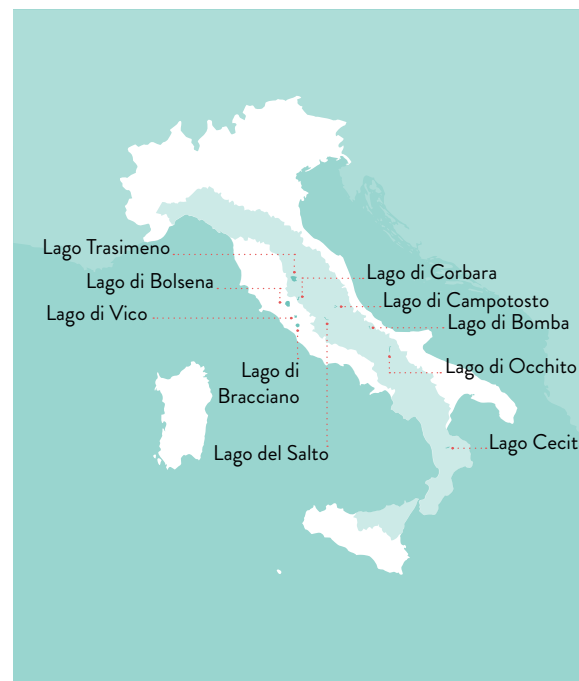 Lago Trasimeno
Lago di Bolsena
Lago di Vico
Lago di
Bracciano
Lago del Salto
Lago di Corbara
Lago di Campotosto
Lago di Bomba
Lago di Occhito
Lago Cecit